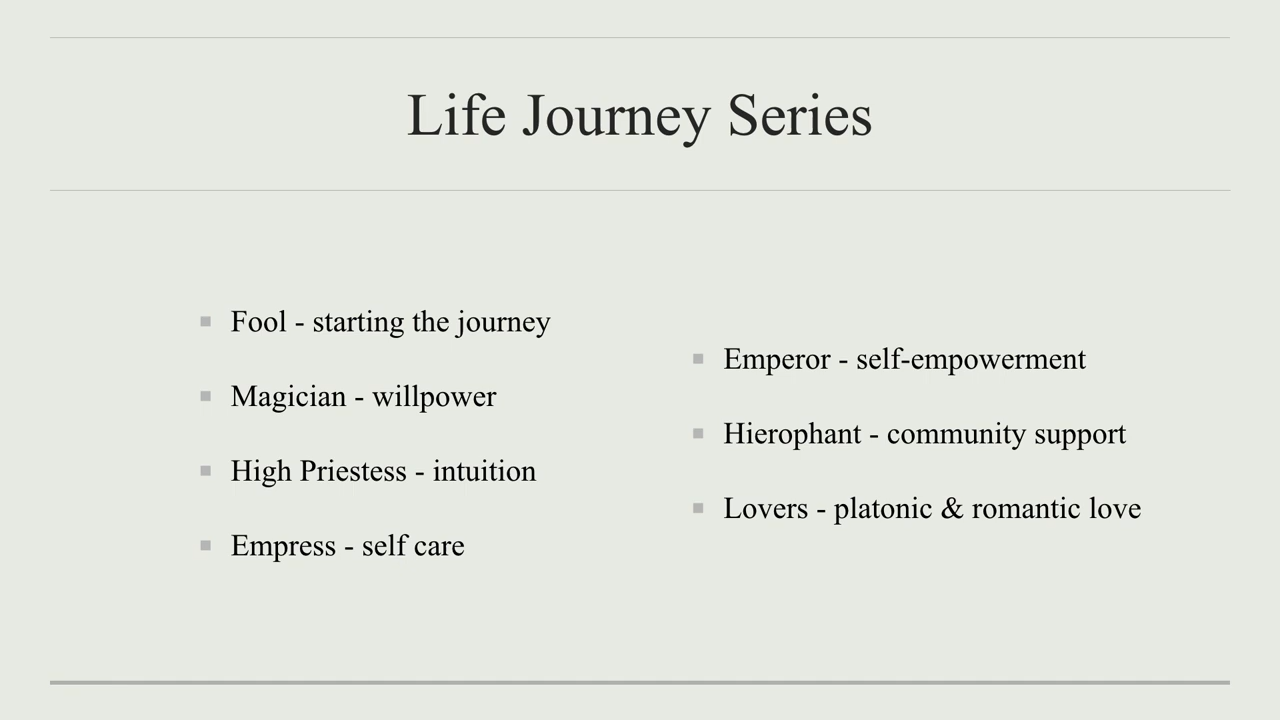 Life Journey Series
Fool - starting the journey
Magician - willpower
High Priestess - intuition
Empress - self care
Emperor - self-empowerment
Hierophant - community support
Lovers - platonic & romantic love